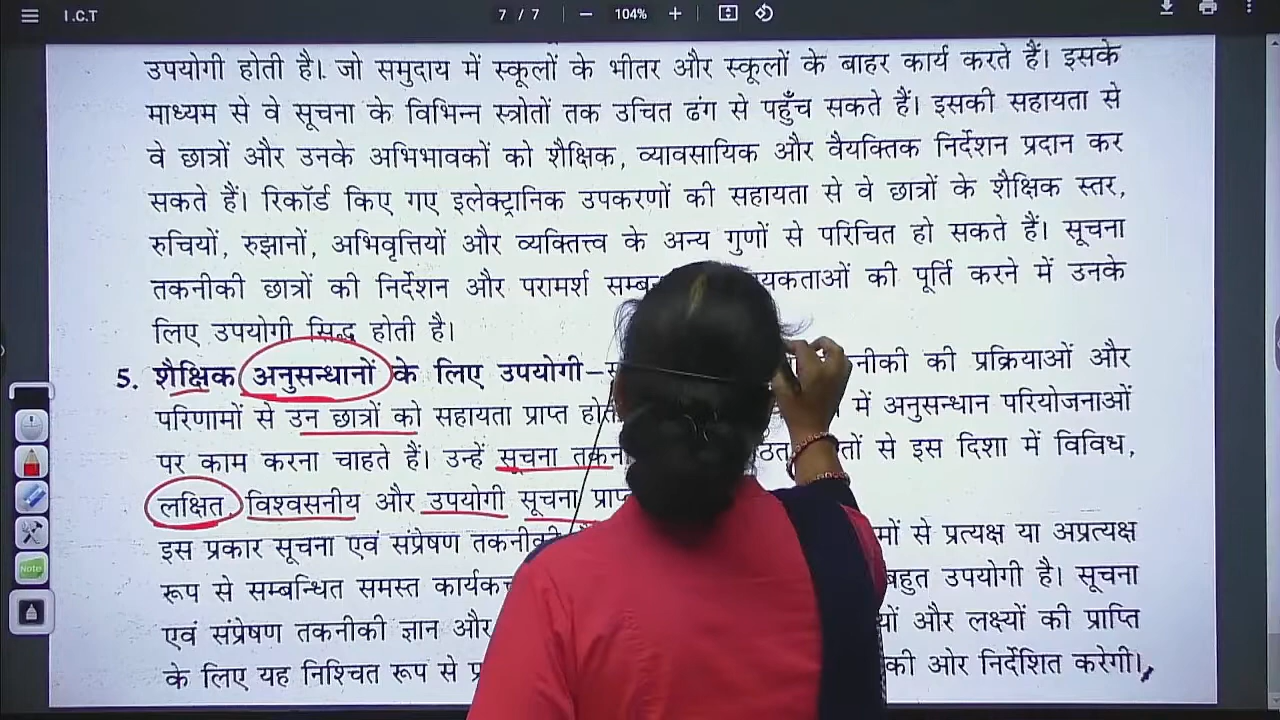 I.C.T
7 / 7
104%
उपयोगी होती है। जो समुदाय में स्कूलों के भीतर और स्कूलों के बाहर कार्य करते हैं। इसके
माध्यम से वे सूचना के विभिन्न स्त्रोतों तक उचित ढंग से पहुँच सकते हैं। इसकी सहायता से
वे छात्रों और उनके अभिभावकों को शैक्षिक, व्यावसायिक और वैयक्तिक निर्देशन प्रदान कर
सकते हैं। रिकॉर्ड किए गए इलेक्ट्रानिक उपकरणों की सहायता से वे छात्रों के शैक्षिक स्तर,
रुचियों, रुझानों, अभिवृत्तियों और व्यक्तित्त्व के अन्य गुणों से परिचित हो सकते हैं। सूचना
तकनीकी छात्रों की निर्देशन और परामर्श की पूर्ति करने में उनके
लिए उपयोगी सिद्ध होती है।
5. शैक्षिक अनुसन्धानों के लिए उपयोगी– की प्रक्रियाओं और
परिणामों से उन छात्रों को सहायता प्राप्त में अनुसन्धान परियोजनाओं
पर काम करना चाहते हैं। उन्हें सूचना से इस दिशा में विविध,
लक्षित विश्वसनीय और उपयोगी सूचना
इस प्रकार सूचना एवं संप्रेषण तकनीकी से प्रत्यक्ष या अप्रत्यक्ष
रूप से सम्बन्धित समस्त बहुत उपयोगी है। सूचना
एवं संप्रेषण तकनीकी ज्ञान और और लक्ष्यों की प्राप्ति
के लिए यह निश्चित रूप से की ओर निर्देशित करेगी।
Note